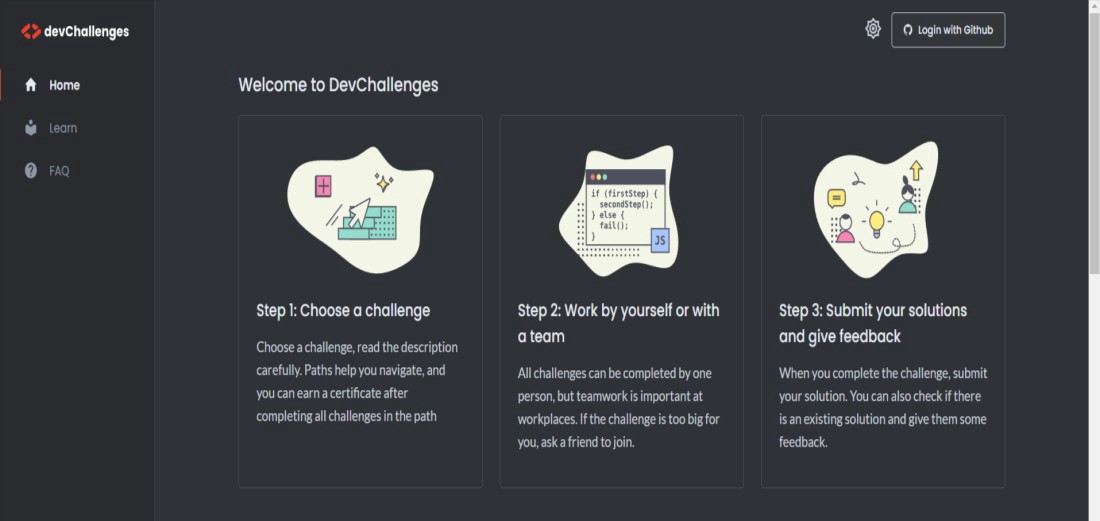 devChallenges
Login with Github
Home
Learn
FAQ
Welcome to DevChallenges
if (firstStep) {
secondStep();
} else {
fail();
}
JS
Step 1: Choose a challenge
Choose a challenge, read the description
carefully. Paths help you navigate, and
you can earn a certificate after
completing all challenges in the path
Step 2: Work by yourself or with
a team
All challenges can be completed by one
person, but teamwork is important at
workplaces. If the challenge is too big for
you, ask a friend to join.
Step 3: Submit your solutions
and give feedback
When you complete the challenge, submit
your solution. You can also check if there
is an existing solution and give them some
feedback.